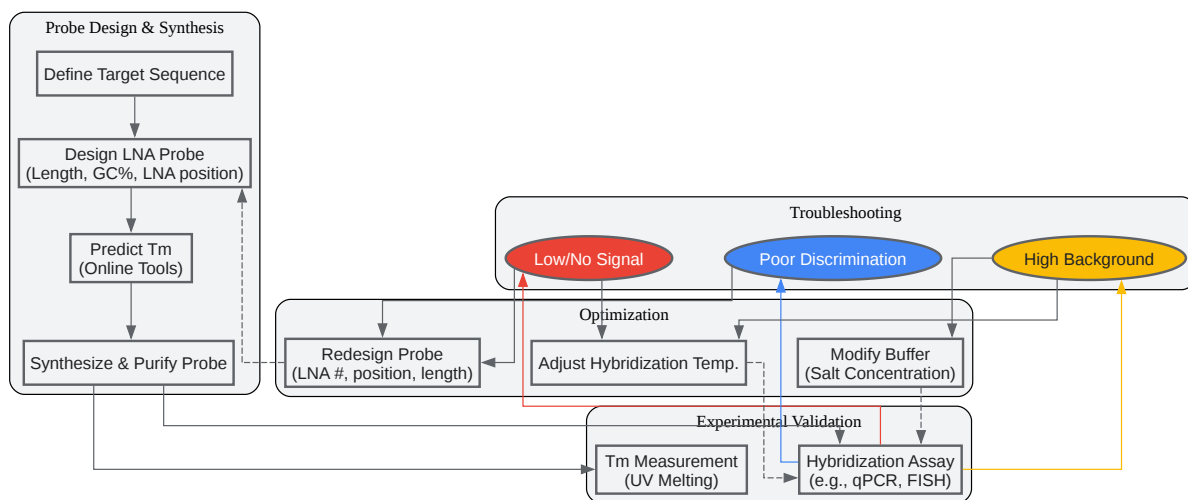 Probe Design & Synthesis
Define Target Sequence
Design LNA Probe
(Length, GC%, LNA position)
Predict Tm
(Online Tools)
Synthesize & Purify Probe
Troubleshooting
Low/No Signal
Poor Discrimination
High Background
Optimization
Redesign Probe
(LNA #, position, length)
Adjust Hybridization Temp.
Modify Buffer
(Salt Concentration)
Experimental Validation
Tm Measurement
(UV Melting)
Hybridization Assay
(e.g., qPCR, FISH)